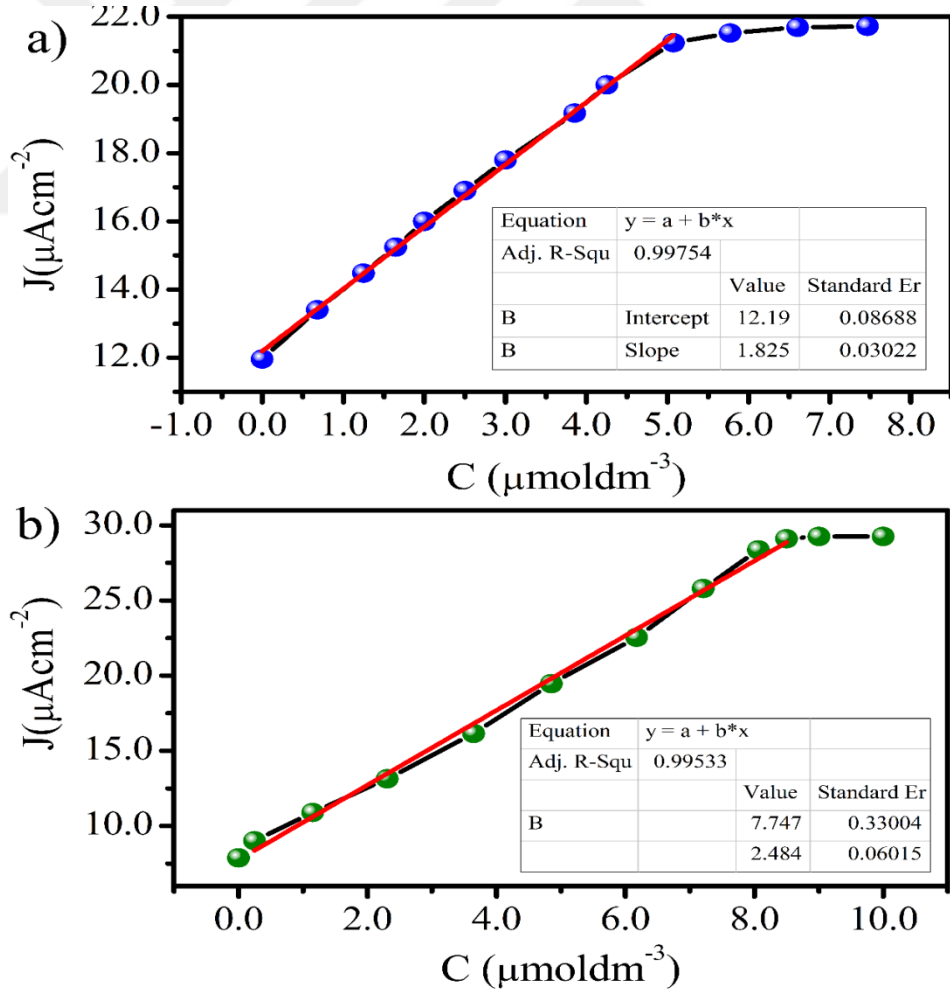 a)
22.0
20.0
18.0
16.0
14.0
12.0
J(μAcm⁻²)
Equation y = a + b*x
Adj. R-Squ 0.99754
Value Standard Er
B Intercept 12.19 0.08688
B Slope 1.825 0.03022
-1.0 0.0 1.0 2.0 3.0 4.0 5.0 6.0 7.0 8.0
C (μmoldm⁻³)
b)
30.0
25.0
20.0
15.0
10.0
J(μAcm⁻²)
Equation y = a + b*x
Adj. R-Squ 0.99533
Value Standard Er
B 7.747 0.33004
2.484 0.06015
0.0 2.0 4.0 6.0 8.0 10.0
C (μmoldm⁻³)